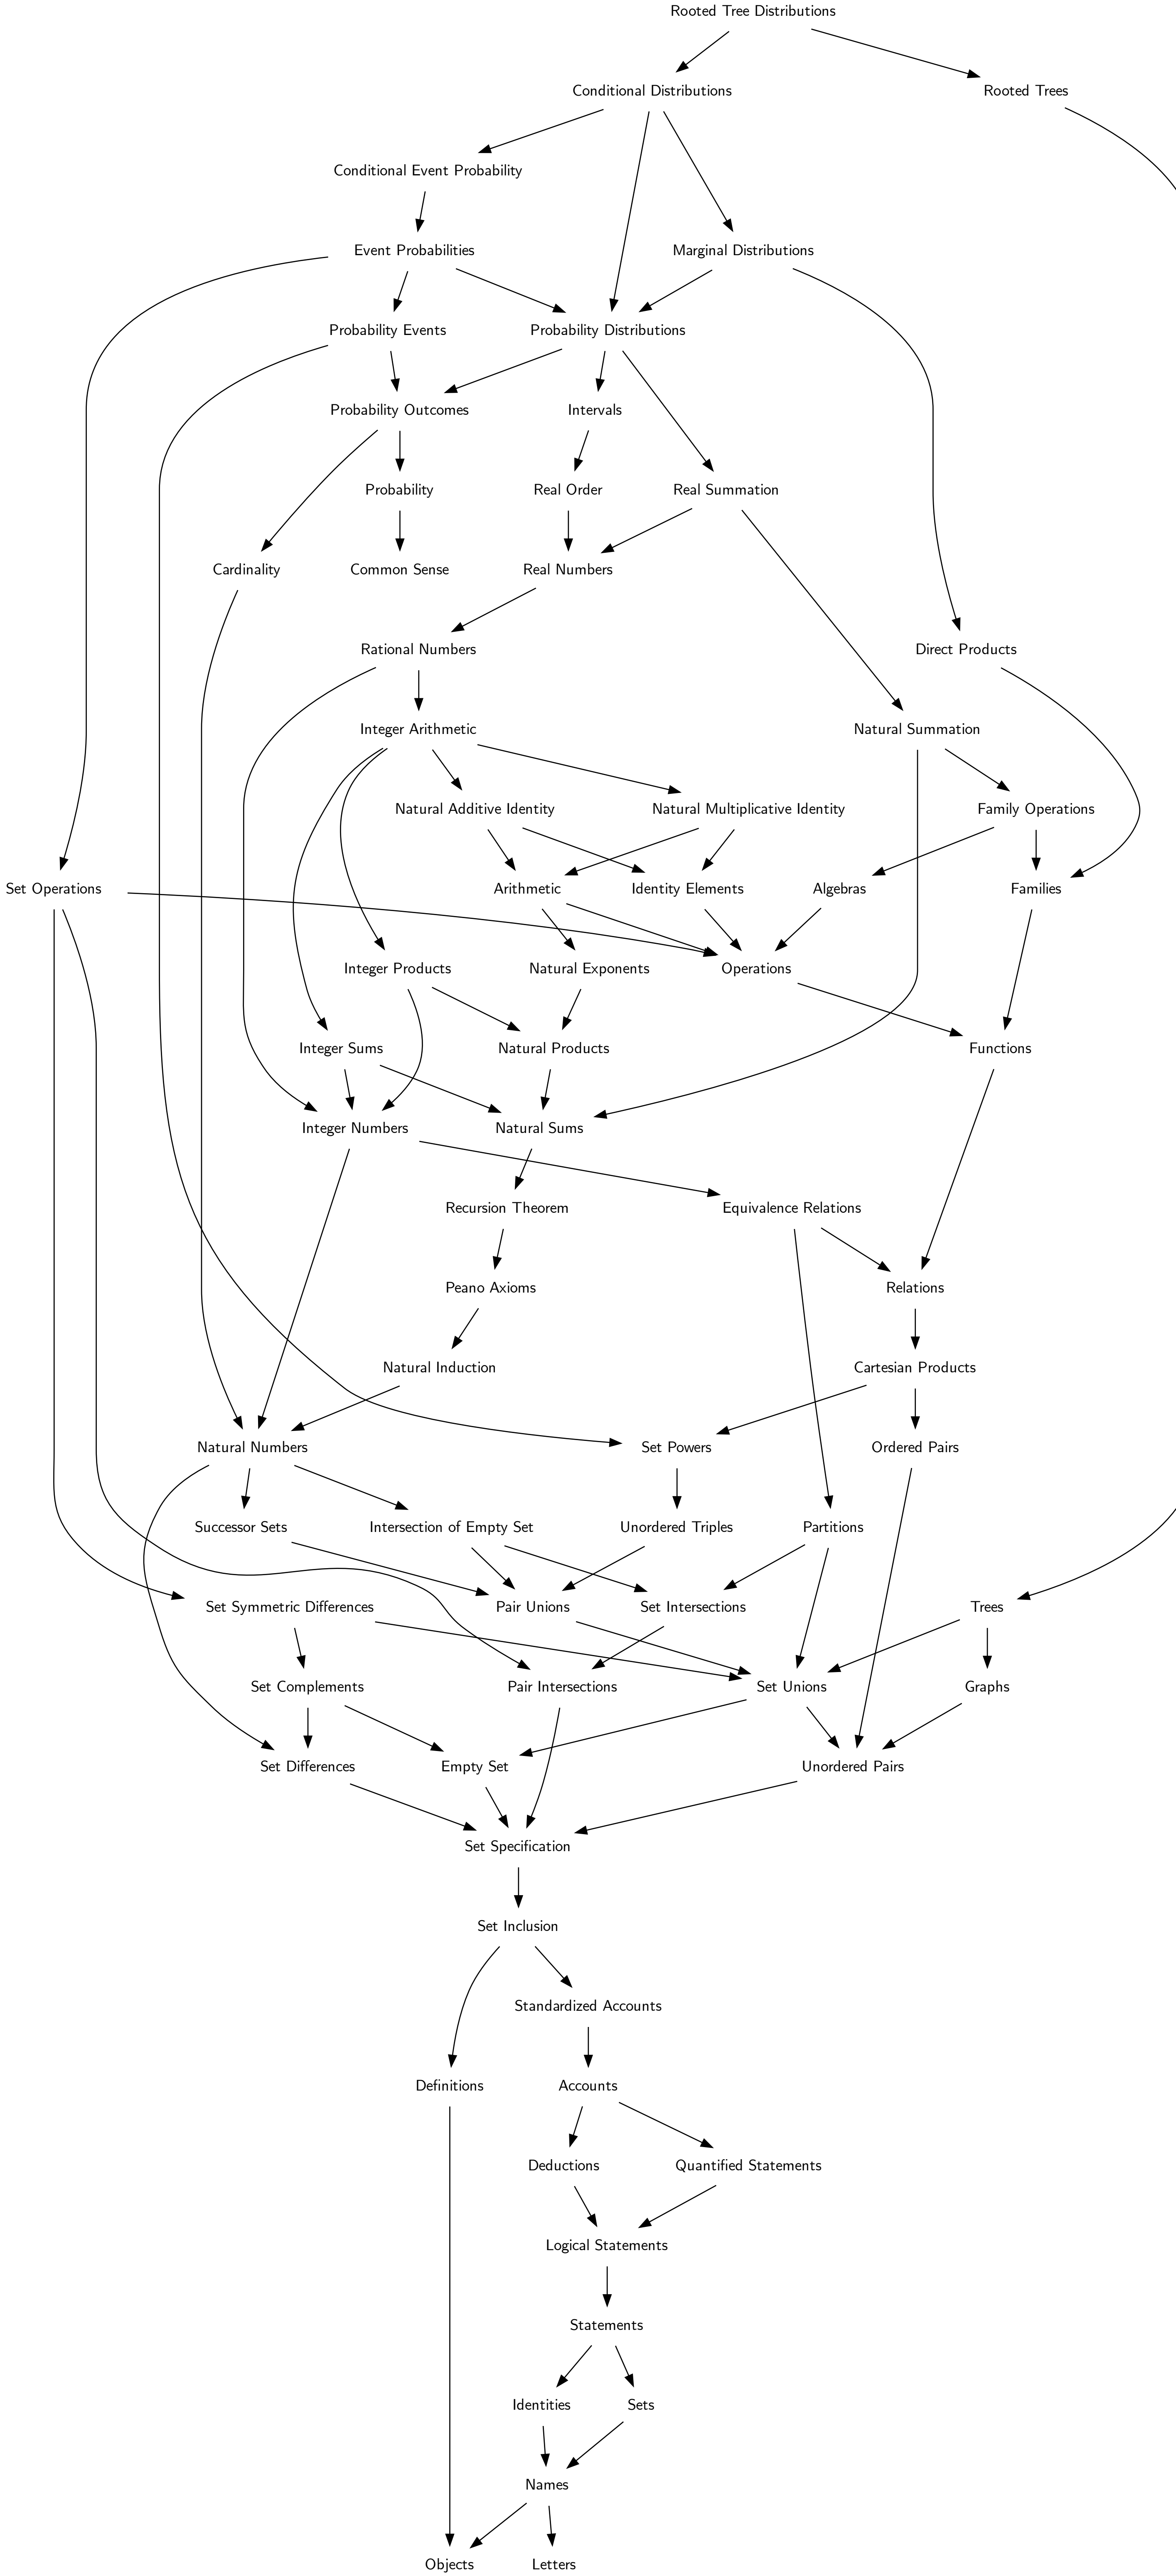 Rooted Tree Distributions
Conditional Distributions
Rooted Trees
Conditional Event Probability
Event Probabilities
Marginal Distributions
Probability Events
Probability Distributions
Probability Outcomes
Intervals
Probability
Real Order
Real Summation
Cardinality
Common Sense
Real Numbers
Rational Numbers
Direct Products
Integer Arithmetic
Natural Summation
Natural Additive Identity
Natural Multiplicative Identity
Family Operations
Set Operations
Arithmetic
Identity Elements
Algebras
Families
Integer Products
Natural Exponents
Operations
Integer Sums
Natural Products
Functions
Integer Numbers
Natural Sums
Recursion Theorem
Equivalence Relations
Peano Axioms
Relations
Natural Induction
Cartesian Products
Natural Numbers
Set Powers
Ordered Pairs
Successor Sets
Intersection of Empty Set
Unordered Triples
Partitions
Set Symmetric Differences
Pair Unions
Set Intersections
Trees
Set Complements
Pair Intersections
Set Unions
Graphs
Set Differences
Empty Set
Unordered Pairs
Set Specification
Set Inclusion
Standardized Accounts
Definitions
Accounts
Deductions
Quantified Statements
Logical Statements
Statements
Identities
Sets
Names
Objects
Letters